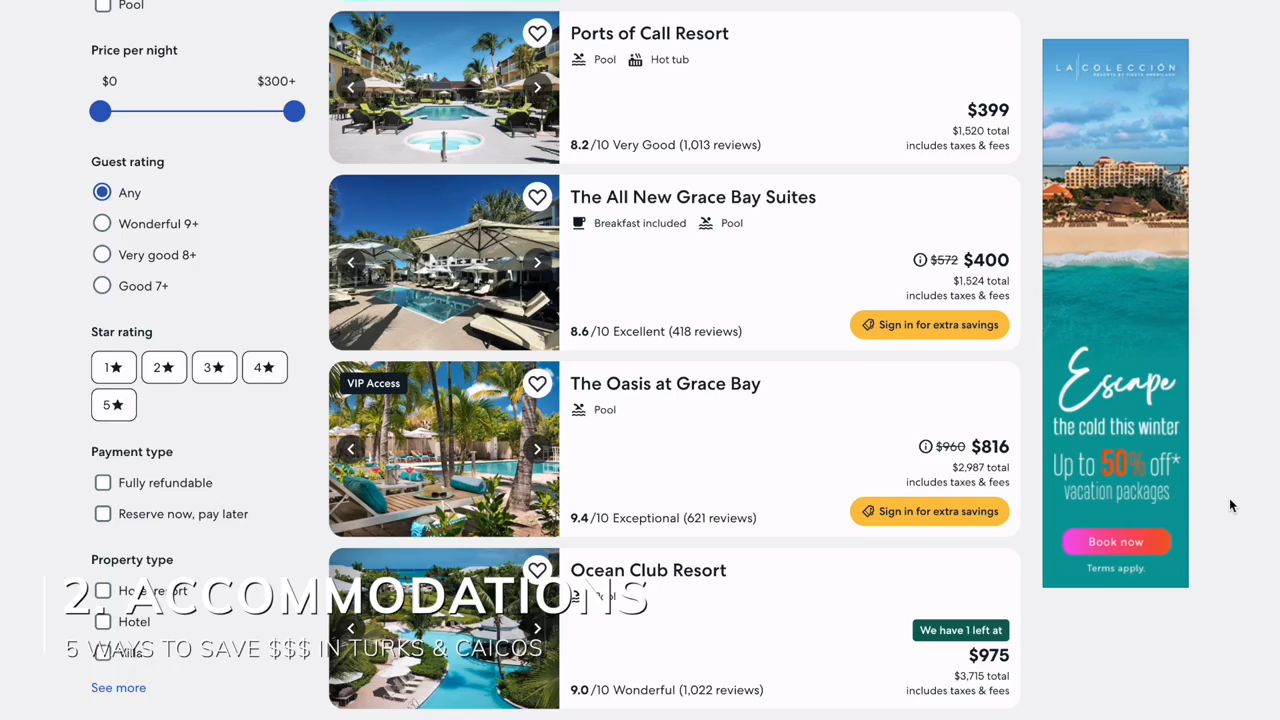 Pool
Price per night
$0
$300+
Guest rating
Any
Wonderful 9+
Very good 8+
Good 7+
Star rating
1★
2★
3★
4★
5★
Payment type
Fully refundable
Reserve now, pay later
Property type
Hotel
See more
Ports of Call Resort
Pool
Hot tub
$399
$1,520 total
includes taxes & fees
8.2/10 Very Good (1,013 reviews)
The All New Grace Bay Suites
Breakfast included
Pool
$572 $400
$1,524 total
includes taxes & fees
Sign in for extra savings
8.6/10 Excellent (418 reviews)
VIP Access
The Oasis at Grace Bay
Pool
$960 $816
$2,987 total
includes taxes & fees
Sign in for extra savings
9.4/10 Exceptional (621 reviews)
Ocean Club Resort
We have 1 left at
$975
$3,715 total
includes taxes & fees
9.0/10 Wonderful (1,022 reviews)
2. ACCOMMODATIONS
5 WAYS TO SAVE $$$ IN TURKS & CAICOS
LA COLECCIÓN
RESORTS BY FIESTA AMERICANA
Escape
the cold this winter
Up to 50% off*
vacation packages
Book now
Terms apply.